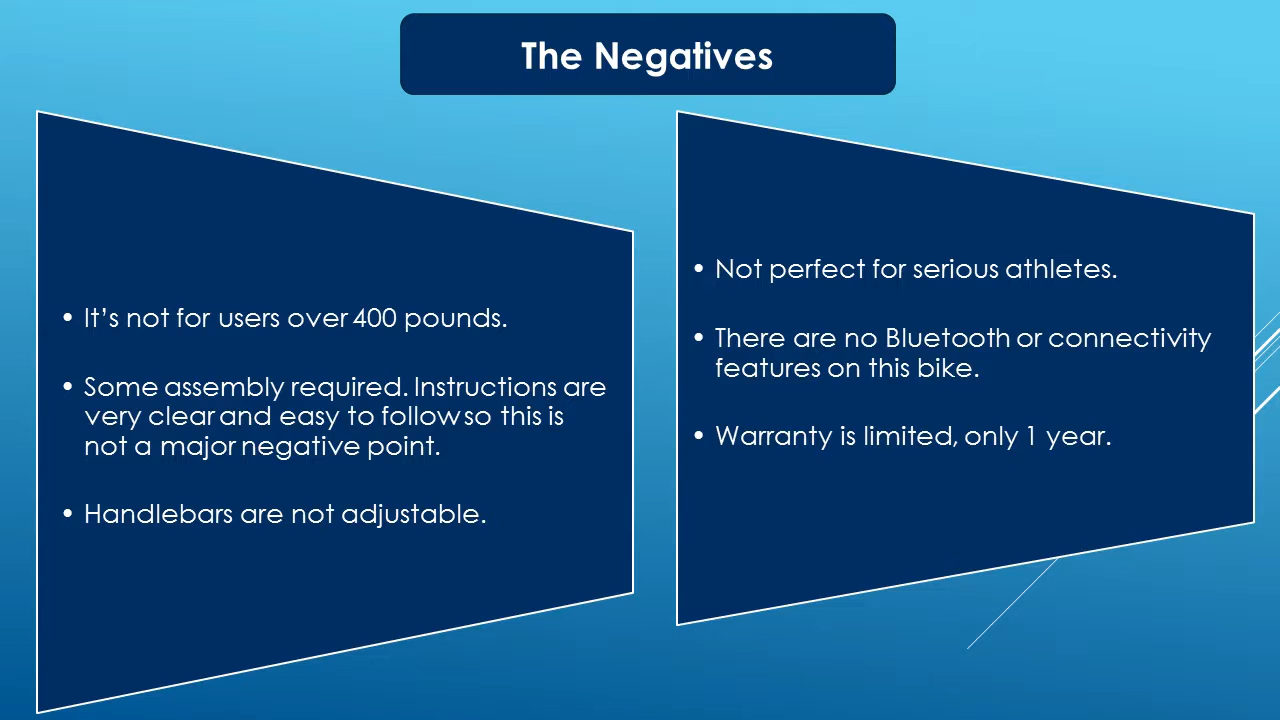 The Negatives
• It’s not for users over 400 pounds.
• Some assembly required. Instructions are
very clear and easy to follow so this is
not a major negative point.
• Handlebars are not adjustable.
• Not perfect for serious athletes.
• There are no Bluetooth or connectivity
features on this bike.
• Warranty is limited, only 1 year.